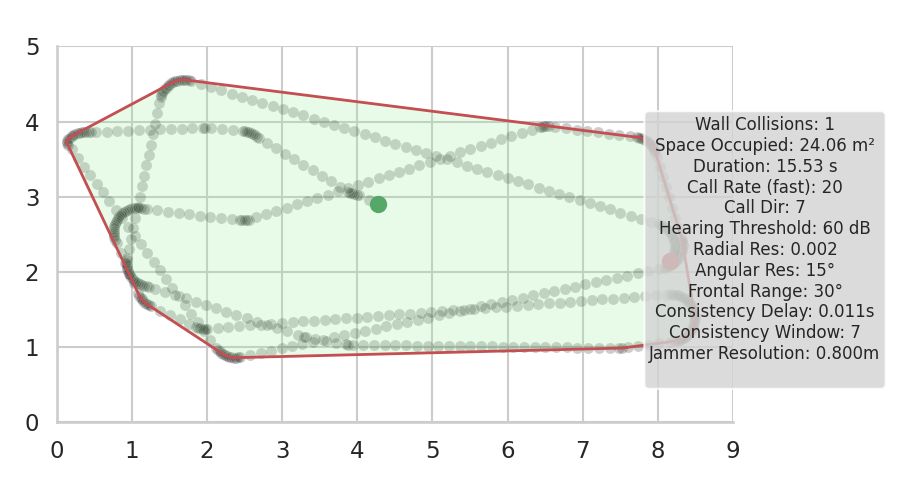 5
4
3
2
1
0
0 1 2 3 4 5 6 7 8 9
Wall Collisions: 1
Space Occupied: 24.06 m²
Duration: 15.53 s
Call Rate (fast): 20
Call Dir: 7
Hearing Threshold: 60 dB
Radial Res: 0.002
Angular Res: 15°
Frontal Range: 30°
Consistency Delay: 0.011s
Consistency Window: 7
Jammer Resolution: 0.800m